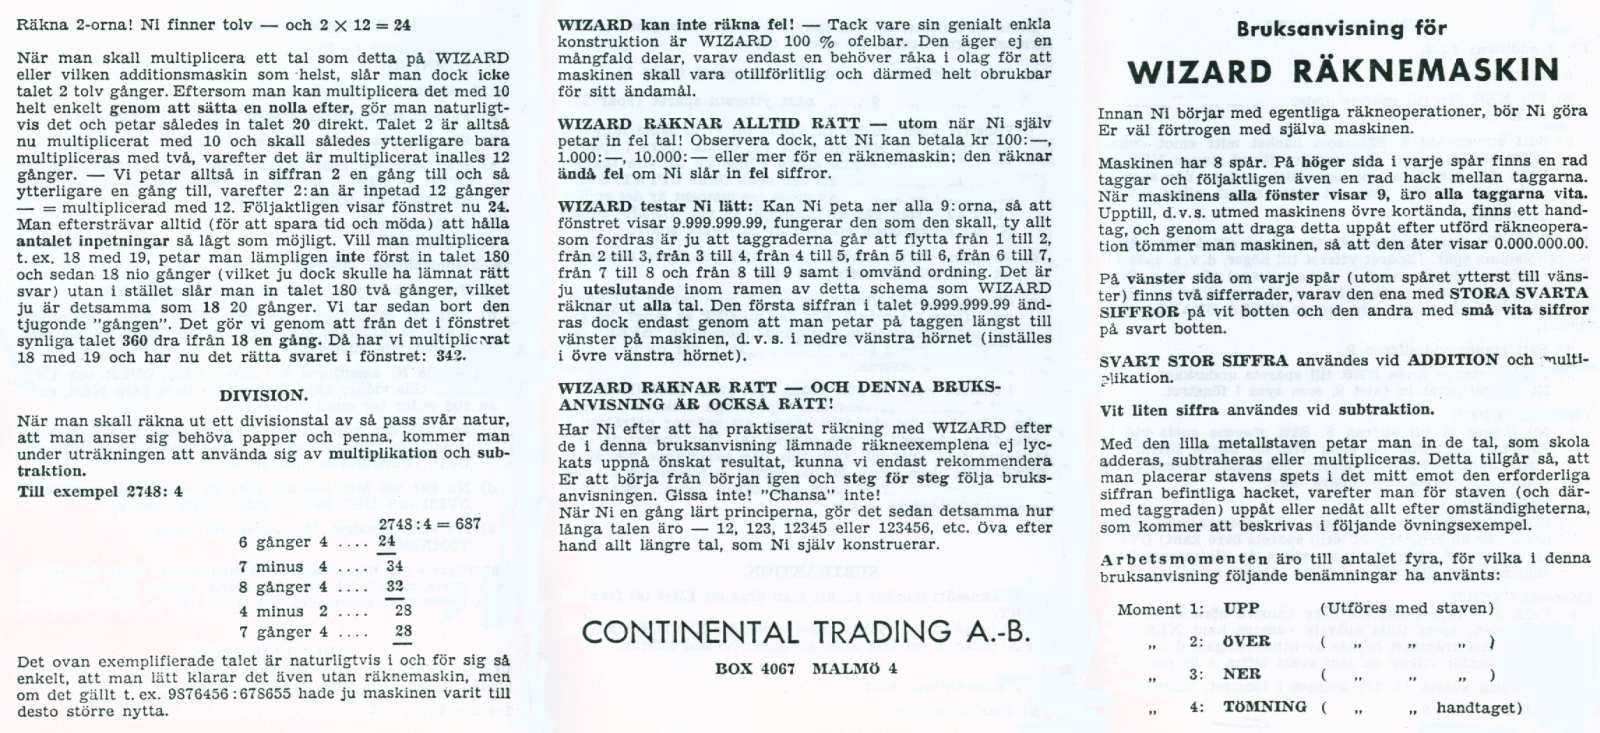 Räkna 2-orna! Ni finner tolv — och 2 × 12 = 24
När man skall multiplicera ett tal som detta på WIZARD
eller vilken additionsmaskin som helst, slår man dock icke
talet 2 tolv gånger. Eftersom man kan multiplicera det med 10
helt enkelt genom att sätta en nolla efter, gör man naturligt-
vis det och petar således in talet 20 direkt. Talet 2 är alltså
nu multiplicerat med 10 och skall således ytterligare bara
multipliceras med två, varefter det är multiplicerat inalles 12
gånger. — Vi petar alltså in siffran 2 en gång till och så
ytterligare en gång till, varefter 2:an är inpetad 12 gånger
— = multiplicerad med 12. Följaktligen visar fönstret nu 24.
Man eftersträvar alltid (för att spara tid och möda) att hålla
antalet inpetningar så lågt som möjligt. Vill man multiplicera
t. ex. 18 med 19, petar man lämpligen inte först in talet 180
och sedan 18 nio gånger (vilket ju dock skulle ha lämnat rätt
svar) utan i stället slår man in talet 180 två gånger, vilket
ju är detsamma som 18 20 gånger. Vi tar sedan bort den
tjugonde "gången". Det gör vi genom att från det i fönstret
synliga talet 360 dra ifrån 18 en gång. Då har vi multiplicerat
18 med 19 och har nu det rätta svaret i fönstret: 342.
DIVISION.
När man skall räkna ut ett divisionstal av så pass svår natur,
att man anser sig behöva papper och penna, kommer man
under uträkningen att använda sig av multiplikation och sub-
traktion.
Till exempel 2748: 4
2748 : 4 = 687
6 gånger 4 .... 24
7 minus 4 .... 34
8 gånger 4 .... 32
4 minus 2 .... 28
7 gånger 4 .... 28
Det ovan exemplifierade talet är naturligtvis i och för sig så
enkelt, att man lätt klarar det även utan räknemaskin, men
om det gällt t. ex. 9876456 : 678655 hade ju maskinen varit till
desto större nytta.
WIZARD kan inte räkna fel! — Tack vare sin genialt enkla
konstruktion är WIZARD 100 % ofelbar. Den äger ej en
mångfald delar, varav endast en behöver råka i olag för att
maskinen skall vara otillförlitlig och därmed helt obrukbar
för sitt ändamål.
WIZARD RÄKNAR ALLTID RÄTT — utom när Ni själv
petar in fel tal! Observera dock, att Ni kan betala kr 100: —,
1.000: —, 10.000: — eller mer för en räknemaskin; den räknar
ändå fel om Ni slår in fel siffror.
WIZARD testar Ni lätt: Kan Ni peta ner alla 9: orna, så att
fönstret visar 9.999.999.99, fungerar den som den skall, ty allt
som fordras är ju att taggraderna går att flytta från 1 till 2,
från 2 till 3, från 3 till 4, från 4 till 5, från 5 till 6, från 6 till 7,
från 7 till 8 och från 8 till 9 samt i omvänd ordning. Det är
ju uteslutande inom ramen av detta schema som WIZARD
räknar ut alla tal. Den första siffran i talet 9.999.999.99 änd-
ras dock endast genom att man petar på taggen längst till
vänster på maskinen, d. v. s. i nedre vänstra hörnet (inställes
i övre vänstra hörnet).
WIZARD RÄKNAR RÄTT — OCH DENNA BRUKS-
ANVISNING ÄR OCKSÅ RÄTT!
Har Ni efter att ha praktiserat räkning med WIZARD efter
de i denna bruksanvisning lämnade räkneexemplena ej lyc-
kats uppnå önskat resultat, kunna vi endast rekommendera
Er att börja från början igen och steg för steg följa bruks-
anvisningen. Gissa inte! "Chansa" inte!
När Ni en gång lärt principerna, gör det sedan detsamma hur
långa talen äro — 12, 123, 12345 eller 123456, etc. Öva efter
hand allt längre tal, som Ni själv konstruerar.
CONTINENTAL TRADING A.-B.
BOX 4067 MALMÖ 4
Bruksanvisning för
WIZARD RÄKNEMASKIN
Innan Ni börjar med egentliga räkneoperationer, bör Ni göra
Er väl förtrogen med själva maskinen.
Maskinen har 8 spår. På höger sida i varje spår finns en rad
taggar och följaktligen även en rad hack mellan taggarna.
När maskinens alla fönster visar 9, äro alla taggarna vita.
Upptill, d. v. s. utmed maskinens övre kortända, finns ett hand-
tag, och genom att draga detta uppåt efter utförd räkneopera-
tion tömmer man maskinen, så att den åter visar 0.000.000.00.
På vänster sida om varje spår (utom spåret ytterst till väns-
ter) finns två sifferrader, varav den ena med STORA SVARTA
SIFFROR på vit botten och den andra med små vita siffror
på svart botten.
SVART STOR SIFFRA användes vid ADDITION och multi-
plikation.
Vit liten siffra användes vid subtraktion.
Med den lilla metallstaven petar man in de tal, som skola
adderas, subtraheras eller multipliceras. Detta tillgår så, att
man placerar stavens spets i det mitt emot den erforderliga
siffran befintliga hacket, varefter man för staven (och där-
med taggraden) uppåt eller nedåt allt efter omständigheterna,
som kommer att beskrivas i följande övningsexempel.
Arbetsmomenten äro till antalet fyra, för vilka i denna
bruksanvisning följande benämningar ha använts:
Moment 1: UPP (Utföres med staven)
„ 2: ÖVER „ „ „ )
„ 3: NER ( „ „ „ )
„ 4: TÖMNING ( „ „ handtaget)